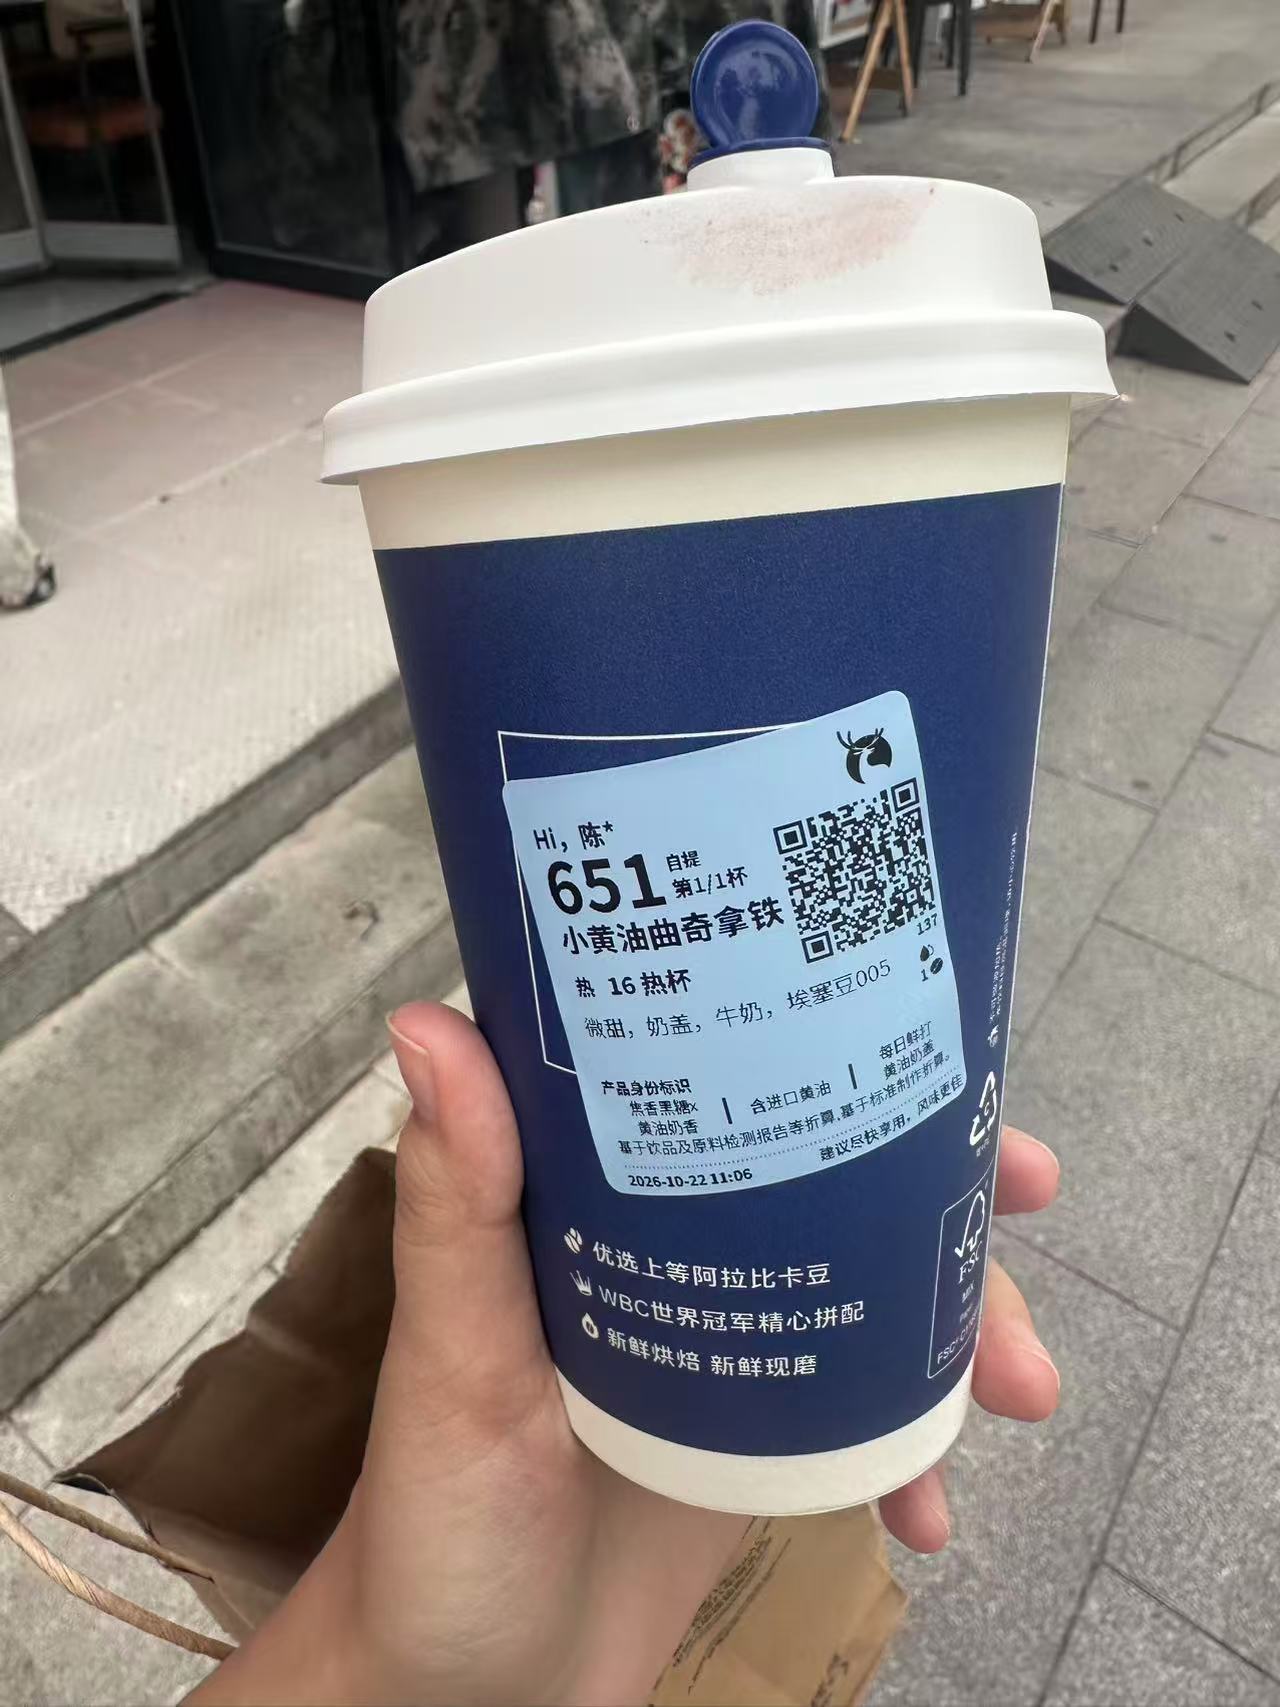 Hi，陈*
651 自提
第1/1杯
小黄油曲奇拿铁
137
热 16 热杯
1
微甜，奶盖，牛奶，埃塞豆005
产品身份标识
焦香黑糖x
黄油奶香
含进口黄油
每日鲜打
黄油奶盖
基于饮品及原料检测报告等折算,基于标准制作折算。
建议尽快享用，风味更佳
2026-10-22 11:06
优选上等阿拉比卡豆
WBC世界冠军精心拼配
新鲜烘焙 新鲜现磨
FSC
MIX